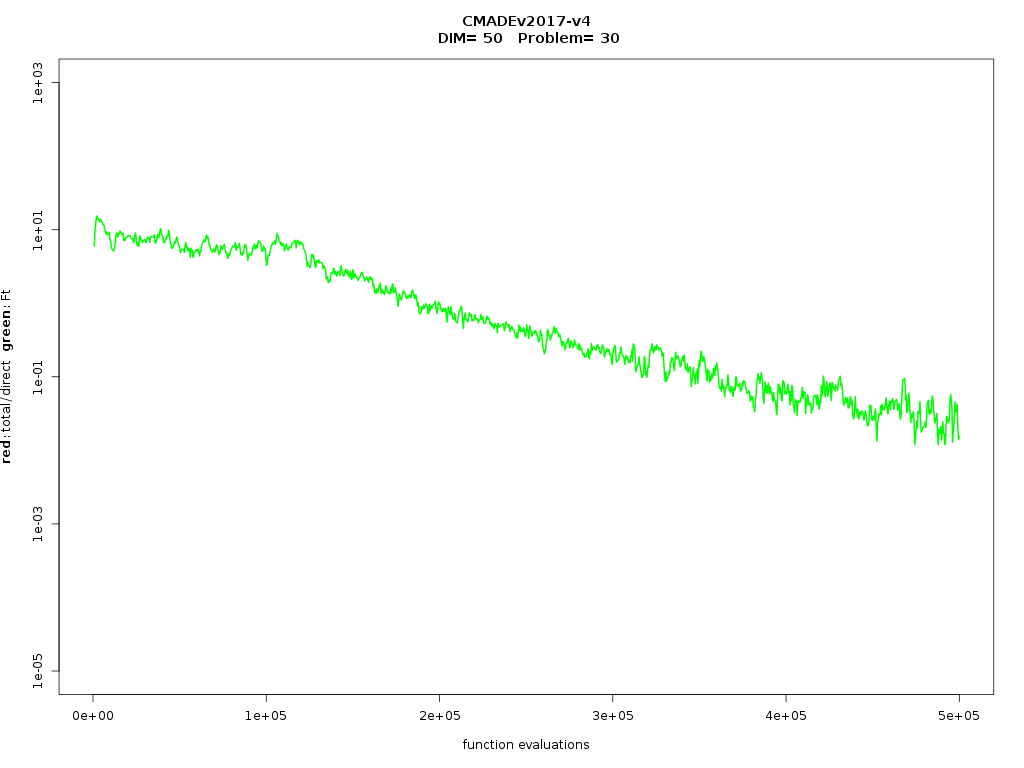 CMADEv2017-v4
DIM= 50 Problem= 30
1e+03
1e+01
1e-01
1e-03
1e-05
red:total/direct green:Ft
0e+00 1e+05 2e+05 3e+05 4e+05 5e+05
function evaluations